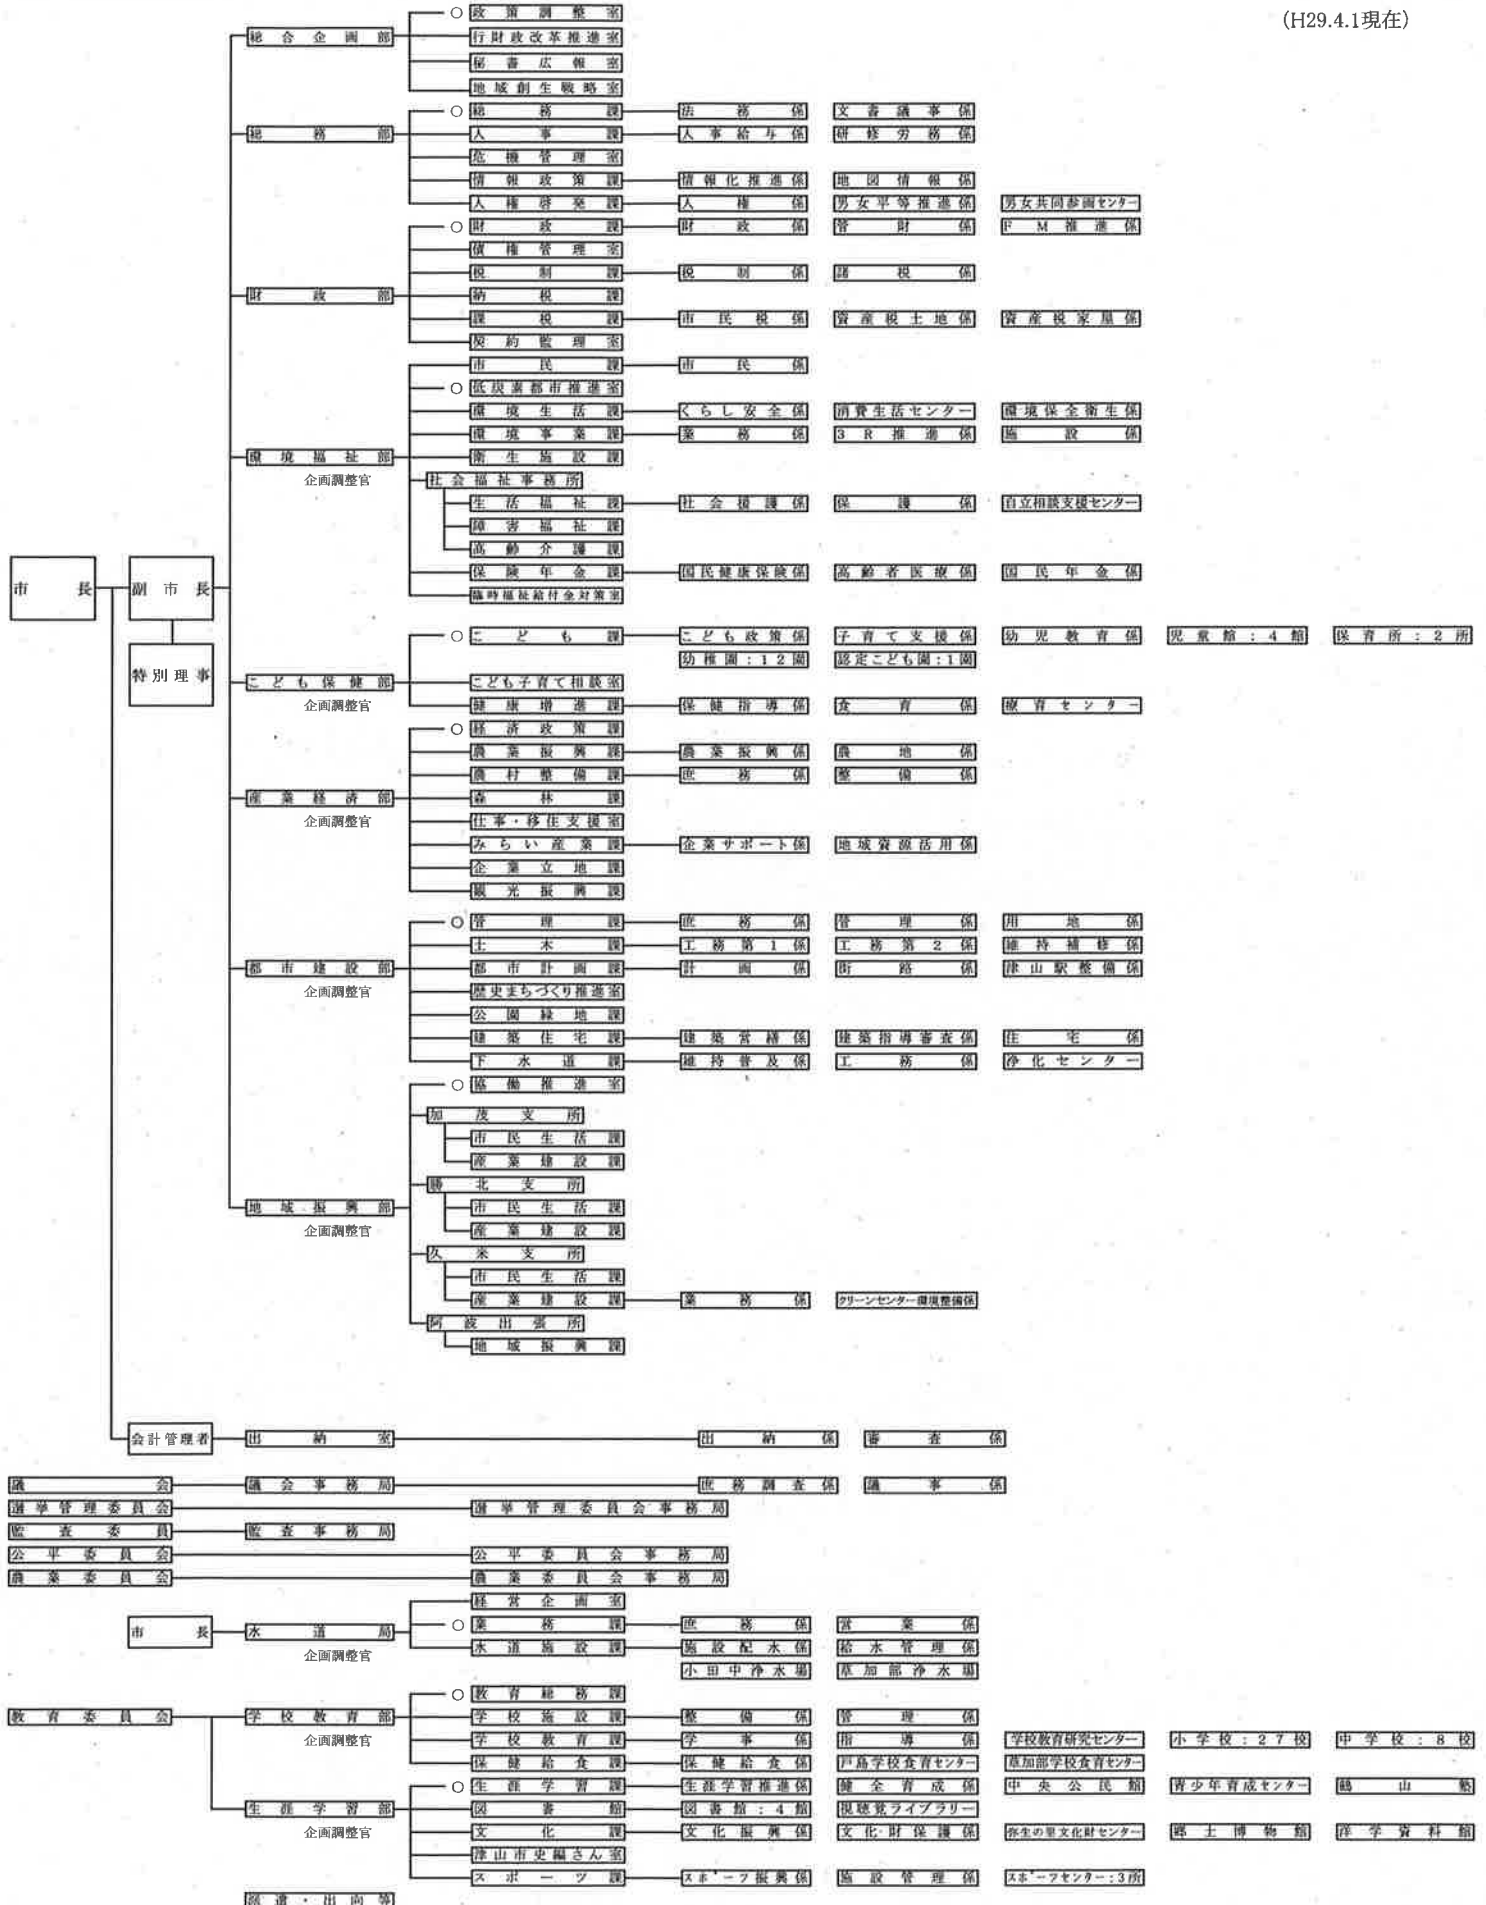 (H29.4.1現在)
○ 政策調整室
総合企画部 行財政改革推進室
秘書広報室
地域創生戦略室
○ 総務課 法務係 文書議事係
総務部 人事課 人事給与係 研修労務係
危機管理室
情報政策課 情報化推進係 地図情報係
人権啓発課 人権係 男女平等推進係 男女共同参画センター
○ 財政課 財政係 管財係 FM推進係
債権管理室
税制課 税制係 諸税係
財政部 納税課
課税課 市民税係 資産税土地係 資産税家屋係
契約監理室
市民課 市民係
○ 低炭素都市推進室
環境生活課 くらし安全係 消費生活センター 環境保全衛生係
環境事業課 業務係 3R推進係 施設係
環境福祉部 衛生施設課
企画調整官 社会福祉事務所
生活福祉課 社会援護係 保護係 自立相談支援センター
障害福祉課
高齢介護課
市長 副市長 保険年金課 国民健康保険係 高齢者医療係 国民年金係
臨時福祉給付金対策室
○ こども課 こども政策係 子育て支援係 幼児教育係 児童館:4館 保育所:2所
幼稚園:12園 認定こども園:1園
特別理事 こども保健部 こども子育て相談室
企画調整官 健康増進課 保健指導係 食育係 療育センター
○ 経済政策課
農業振興課 農業振興係 農地係
農村整備課 庶務係 整備係
産業経済部 森林課
企画調整官 仕事・移住支援室
みらい産業課 企業サポート係 地域資源活用係
企業立地課
観光振興課
○ 管理課 庶務係 管理係 用地係
土木課 工務第1係 工務第2係 維持補修係
都市建設部 都市計画課 計画係 街路係 津山駅整備係
企画調整官 歴史まちづくり推進室
公園緑地課
建築住宅課 建築営繕係 建築指導審査係 住宅係
下水道課 維持普及係 工務係 浄化センター
○ 協働推進室
加茂支所
市民生活課
産業建設課
勝北支所
地域振興部 市民生活課
企画調整官 産業建設課
久米支所
市民生活課
産業建設課 業務係 クリーンセンター環境整備係
阿波出張所
地域振興課
会計管理者 出納室 出納係 審査係
議会 議会事務局 庶務調査係 議事係
選挙管理委員会 選挙管理委員会事務局
監査委員 監査事務局
公平委員会 公平委員会事務局
農業委員会 農業委員会事務局
経営企画室
市長 水道局 ○ 業務課 庶務係 営業係
企画調整官 水道施設課 施設配水係 給水管理係
小田中浄水場 草加部浄水場
○ 教育総務課
教育委員会 学校教育部 学校施設課 整備係 管理係
企画調整官 学校教育課 学事係 指導係 学校教育研究センター 小学校:27校 中学校:8校
保健給食課 保健給食係 戸島学校食育センター 草加部学校食育センター
○ 生涯学習課 生涯学習推進係 健全育成係 中央公民館 青少年育成センター 鶴山塾
生涯学習部 図書館 図書館:4館 視聴覚ライブラリー
企画調整官 文化課 文化振興係 文化財保護係 弥生の里文化財センター 郷土博物館 洋学資料館
津山市史編さん室
スポーツ課 スポーツ振興係 施設管理係 スポーツセンター:3所
派遣・出向等